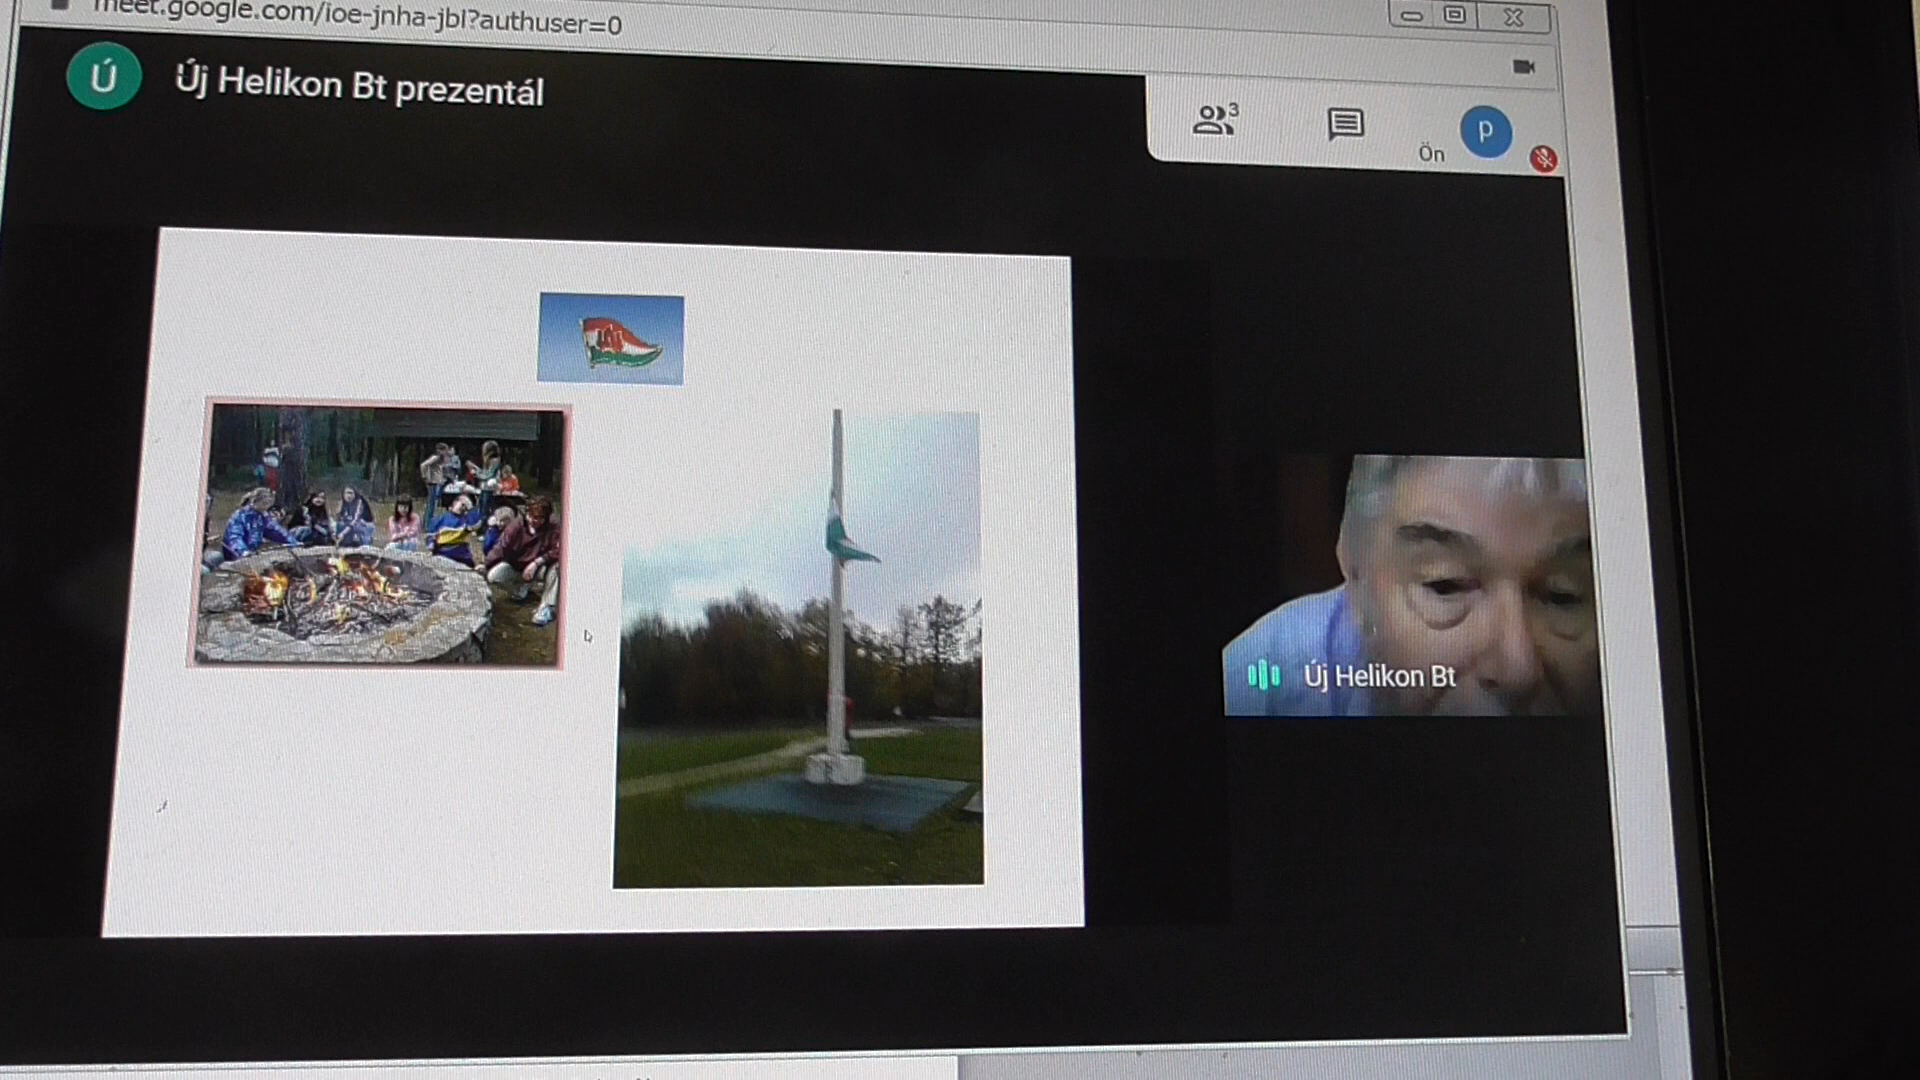 meet.google.com/ioe-jnha-jbl?authuser=0
Ú
Új Helikon Bt prezentál
3
Ön
p
Új Helikon Bt